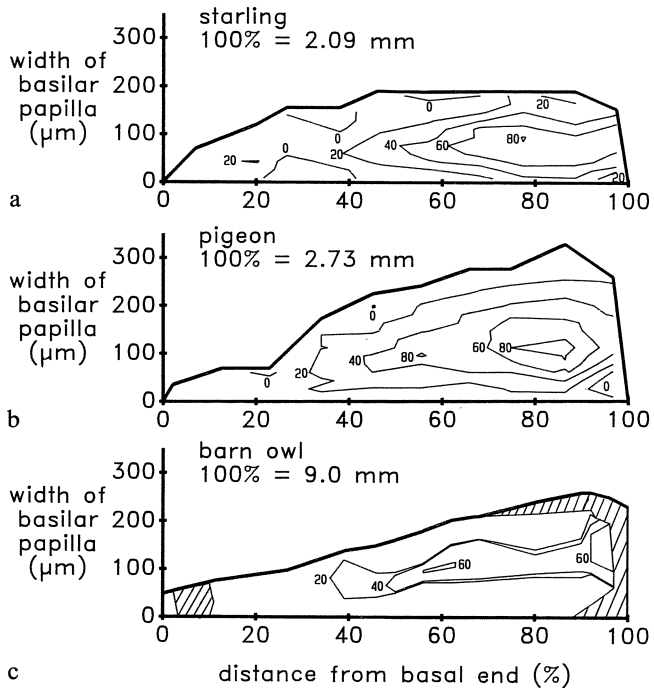 starling
100% = 2.09 mm
width of
basilar
papilla
(µm)
300
200
100
0
0
20
40
60
80
20
0
0
20
0
20
40
60
80
100
a
pigeon
100% = 2.73 mm
width of
basilar
papilla
(µm)
300
200
100
0
0
0
20
40
80
60
80
0
0
20
40
60
80
100
b
barn owl
100% = 9.0 mm
width of
basilar
papilla
(µm)
300
200
100
0
20
40
60
60
0
20
40
60
80
100
c
distance from basal end (%)